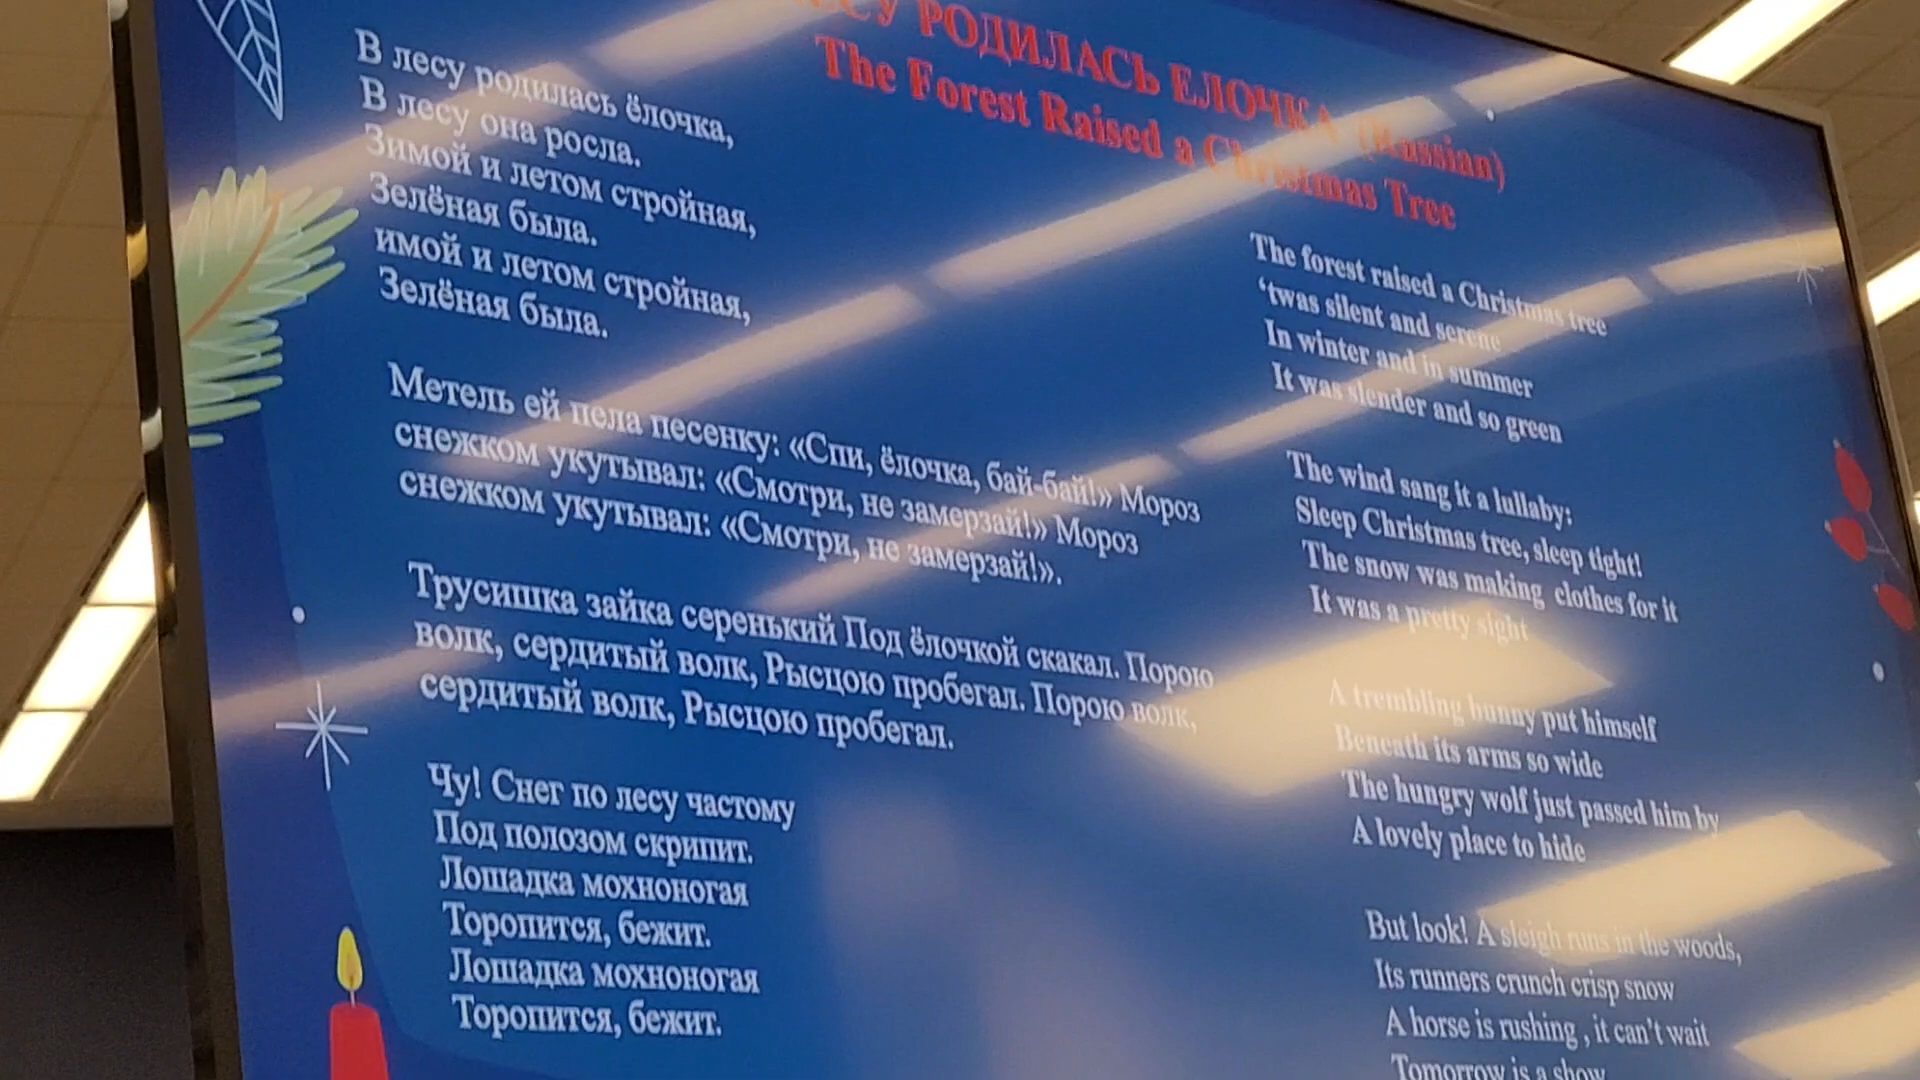 РОДИЛАСЬ ЕЛОЧКА (Russian)
The Forest Raised a Christmas Tree
В лесу родилась ёлочка,
В лесу она росла.
Зимой и летом стройная,
Зелёная была.
имой и летом стройная,
Зелёная была.
Метель ей пела песенку: «Спи, ёлочка, бай-бай!» Мороз
снежком укутывал: «Смотри, не замерзай!» Мороз
снежком укутывал: «Смотри, не замерзай!».
Трусишка зайка серенький Под ёлочкой скакал. Порою
волк, сердитый волк, Рысцою пробегал. Порою волк,
сердитый волк, Рысцою пробегал.
Чу! Снег по лесу частому
Под полозом скрипит.
Лошадка мохноногая
Торопится, бежит.
Лошадка мохноногая
Торопится, бежит.
The forest raised a Christmas tree
‘twas silent and serene
In winter and in summer
It was slender and so green
The wind sang it a lullaby:
Sleep Christmas tree, sleep tight!
The snow was making clothes for it
It was a pretty sight
A trembling bunny put himself
Beneath its arms so wide
The hungry wolf just passed him by
A lovely place to hide
But look! A sleigh runs in the woods,
Its runners crunch crisp snow
A horse is rushing , it can’t wait
Tomorrow is a show